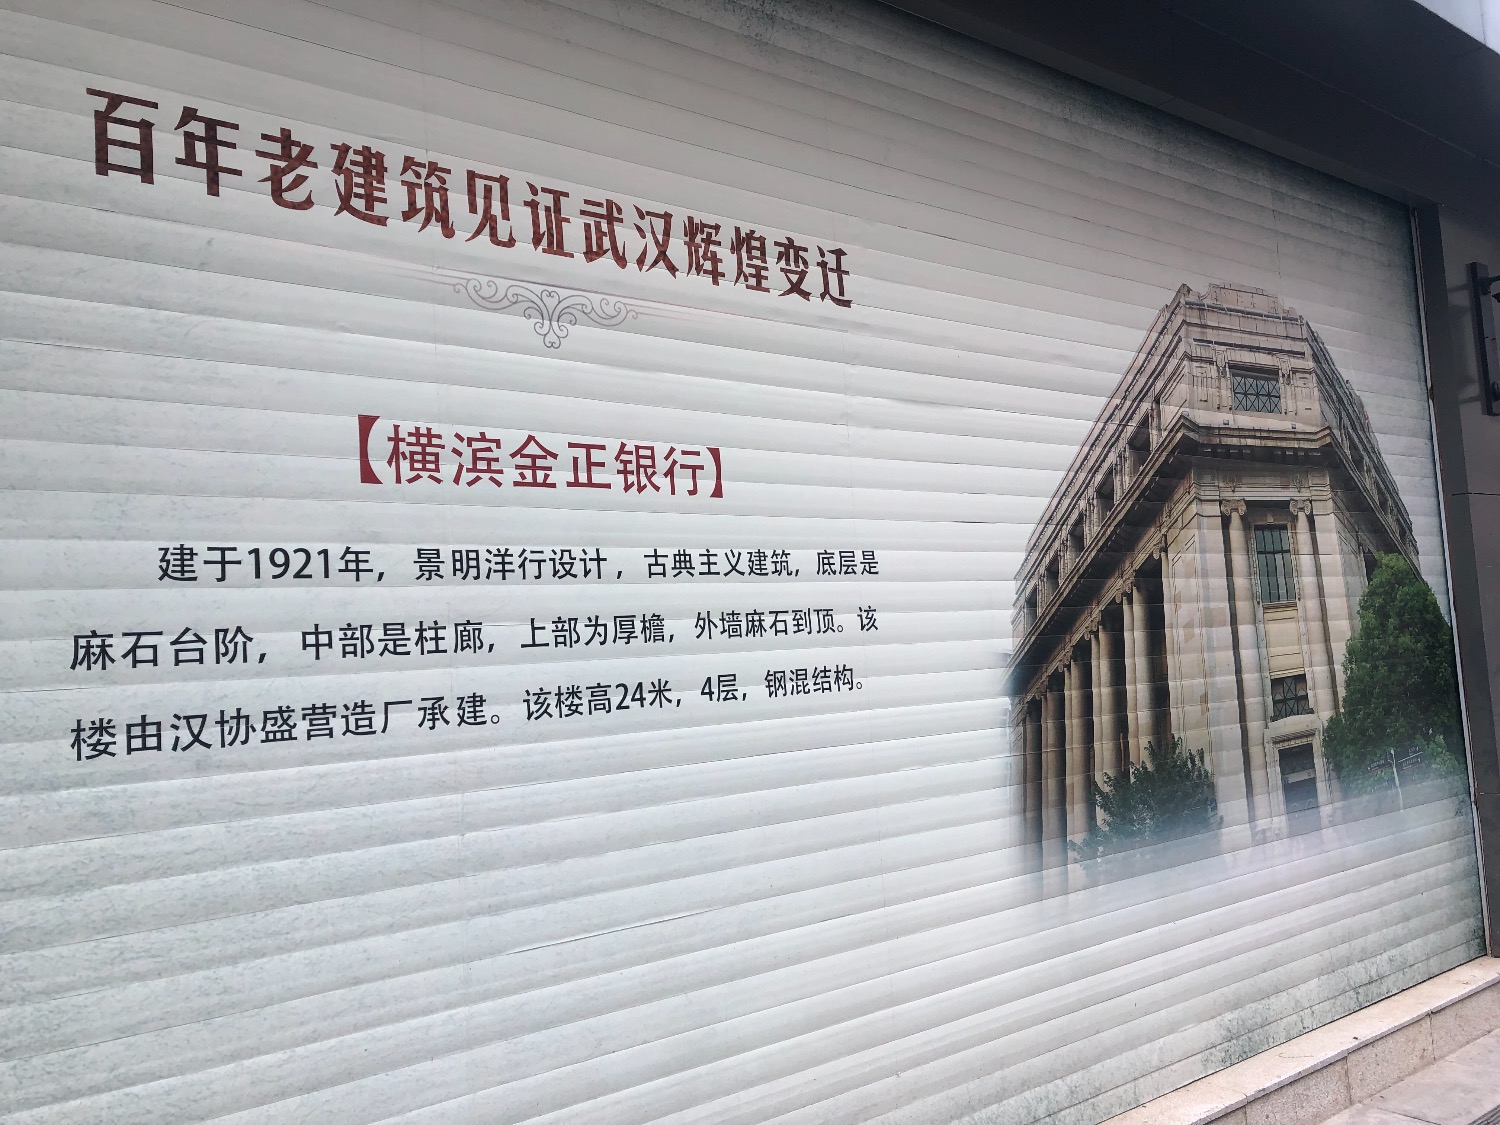 百年老建筑见证武汉辉煌变迁
【横滨金正银行】
建于1921年，景明洋行设计，古典主义建筑，底层是
麻石台阶，中部是柱廊，上部为厚檐，外墙麻石到顶。该
楼由汉协盛营造厂承建。该楼高24米，4层，钢混结构。